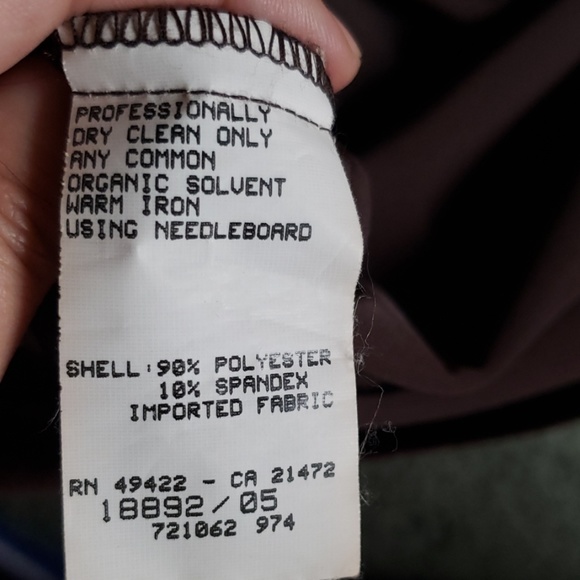 PROFESSIONALLY
DRY CLEAN ONLY
ANY COMMON
ORGANIC SOLVENT
WARM IRON
USING NEEDLEBOARD
SHELL:90% POLYESTER
10% SPANDEX
IMPORTED FABRIC
RN 49422 - CA 21472
18892/05
721062 974